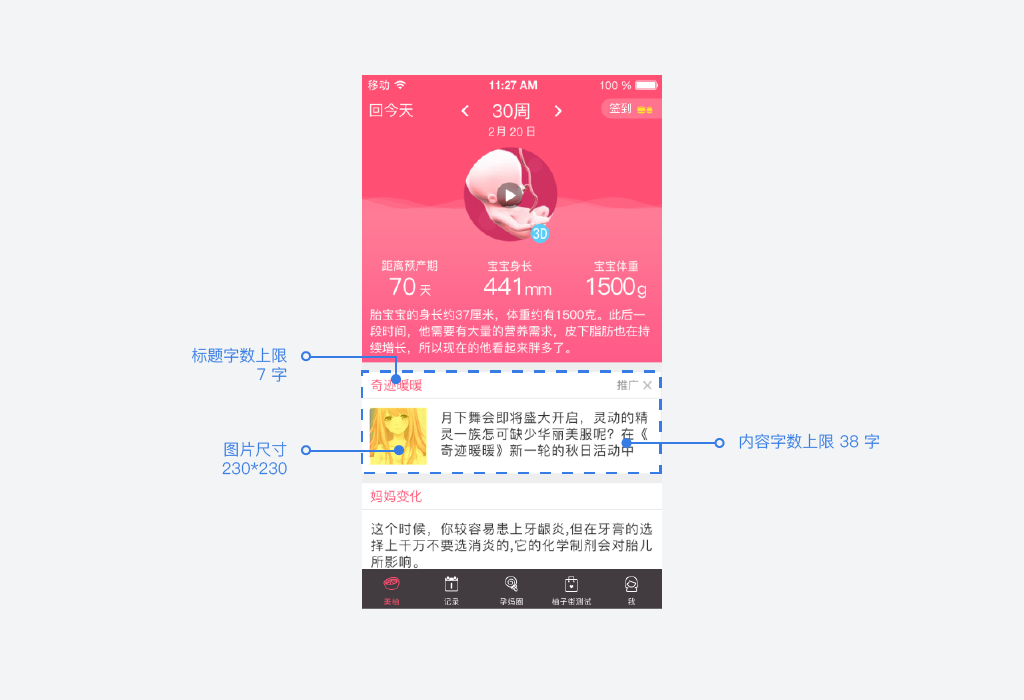 移动
11:27 AM
100 %
回今天
30周
签到
2月 20 日
3D
距离预产期
宝宝身长
宝宝体重
70 天
441mm
1500g
胎宝宝的身长约37厘米，体重约有1500克。此后一
段时间，他需要有大量的营养需求，皮下脂肪也在持
续增长，所以现在的他看起来胖多了。
标题字数上限
7 字
奇迹暖暖
推广
月下舞会即将盛大开启，灵动的精
灵一族怎可缺少华丽美服呢？在《
奇迹暖暖》新一轮的秋日活动中
图片尺寸
230*230
内容字数上限 38 字
妈妈变化
这个时候，你较容易患上牙龈炎,但在牙膏的选
择上千万不要选消炎的,它的化学制剂会对胎儿
所影响。
美柚
记录
孕妈圈
柚子街测试
我